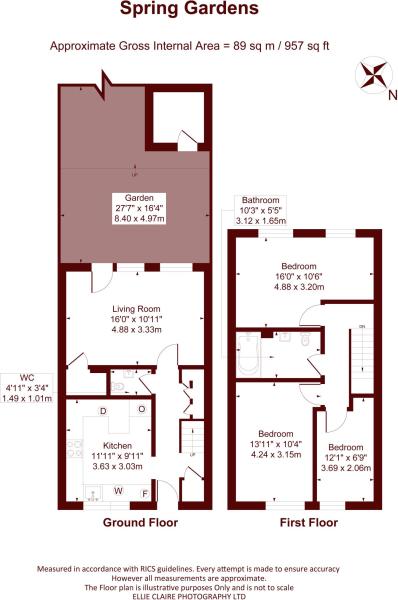 Spring Gardens
Approximate Gross Internal Area = 89 sq m / 957 sq ft
N
UP
Garden
27'7" x 16'4"
8.40 x 4.97m
Bathroom
10'3" x 5'5"
3.12 x 1.65m
Bedroom
16'0" x 10'6"
4.88 x 3.20m
Living Room
16'0" x 10'11"
4.88 x 3.33m
DN
WC
4'11" x 3'4"
1.49 x 1.01m
D
O
Kitchen
11'11" x 9'11"
3.63 x 3.03m
UP
W
F
Bedroom
13'11" x 10'4"
4.24 x 3.15m
Bedroom
12'1" x 6'9"
3.69 x 2.06m
Ground Floor
First Floor
Measured in accordance with RICS guidelines. Every attempt is made to ensure accuracy
However all measurements are approximate.
The Floor plan is illustrative purposes Only and is not to scale
ELLIE CLAIRE PHOTOGRAPHY LTD